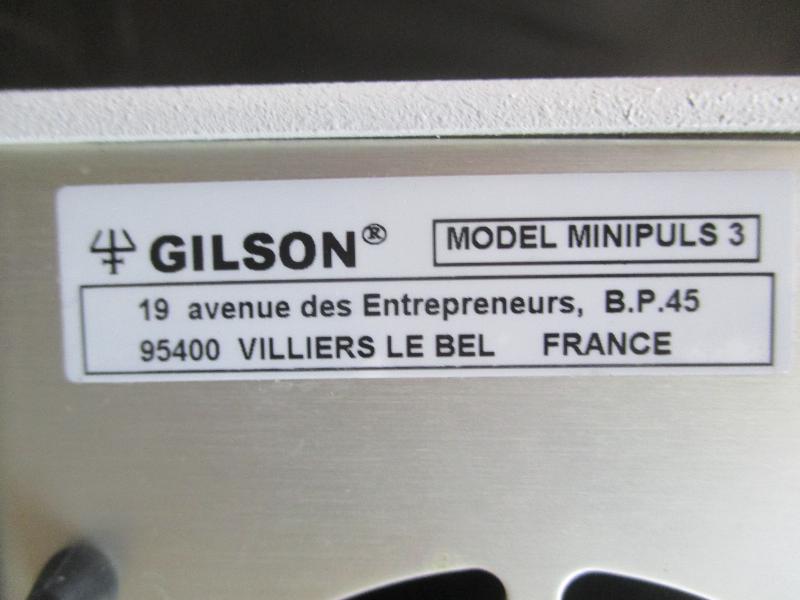 GILSON® MODEL MINIPULS 3
19 avenue des Entrepreneurs, B.P.45
95400 VILLIERS LE BEL FRANCE